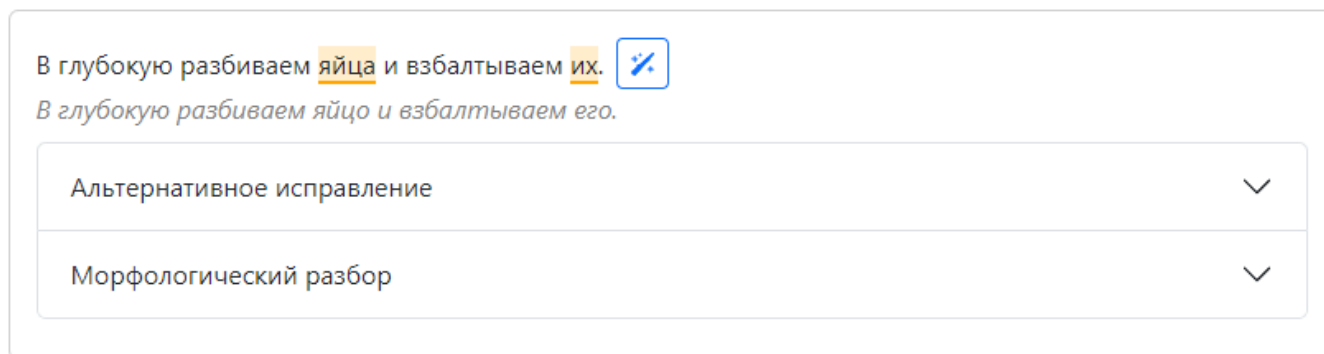 В глубокую разбиваем яйца и взбалтываем их.
В глубокую разбиваем яйцо и взбалтываем его.
Альтернативное исправление
Морфологический разбор